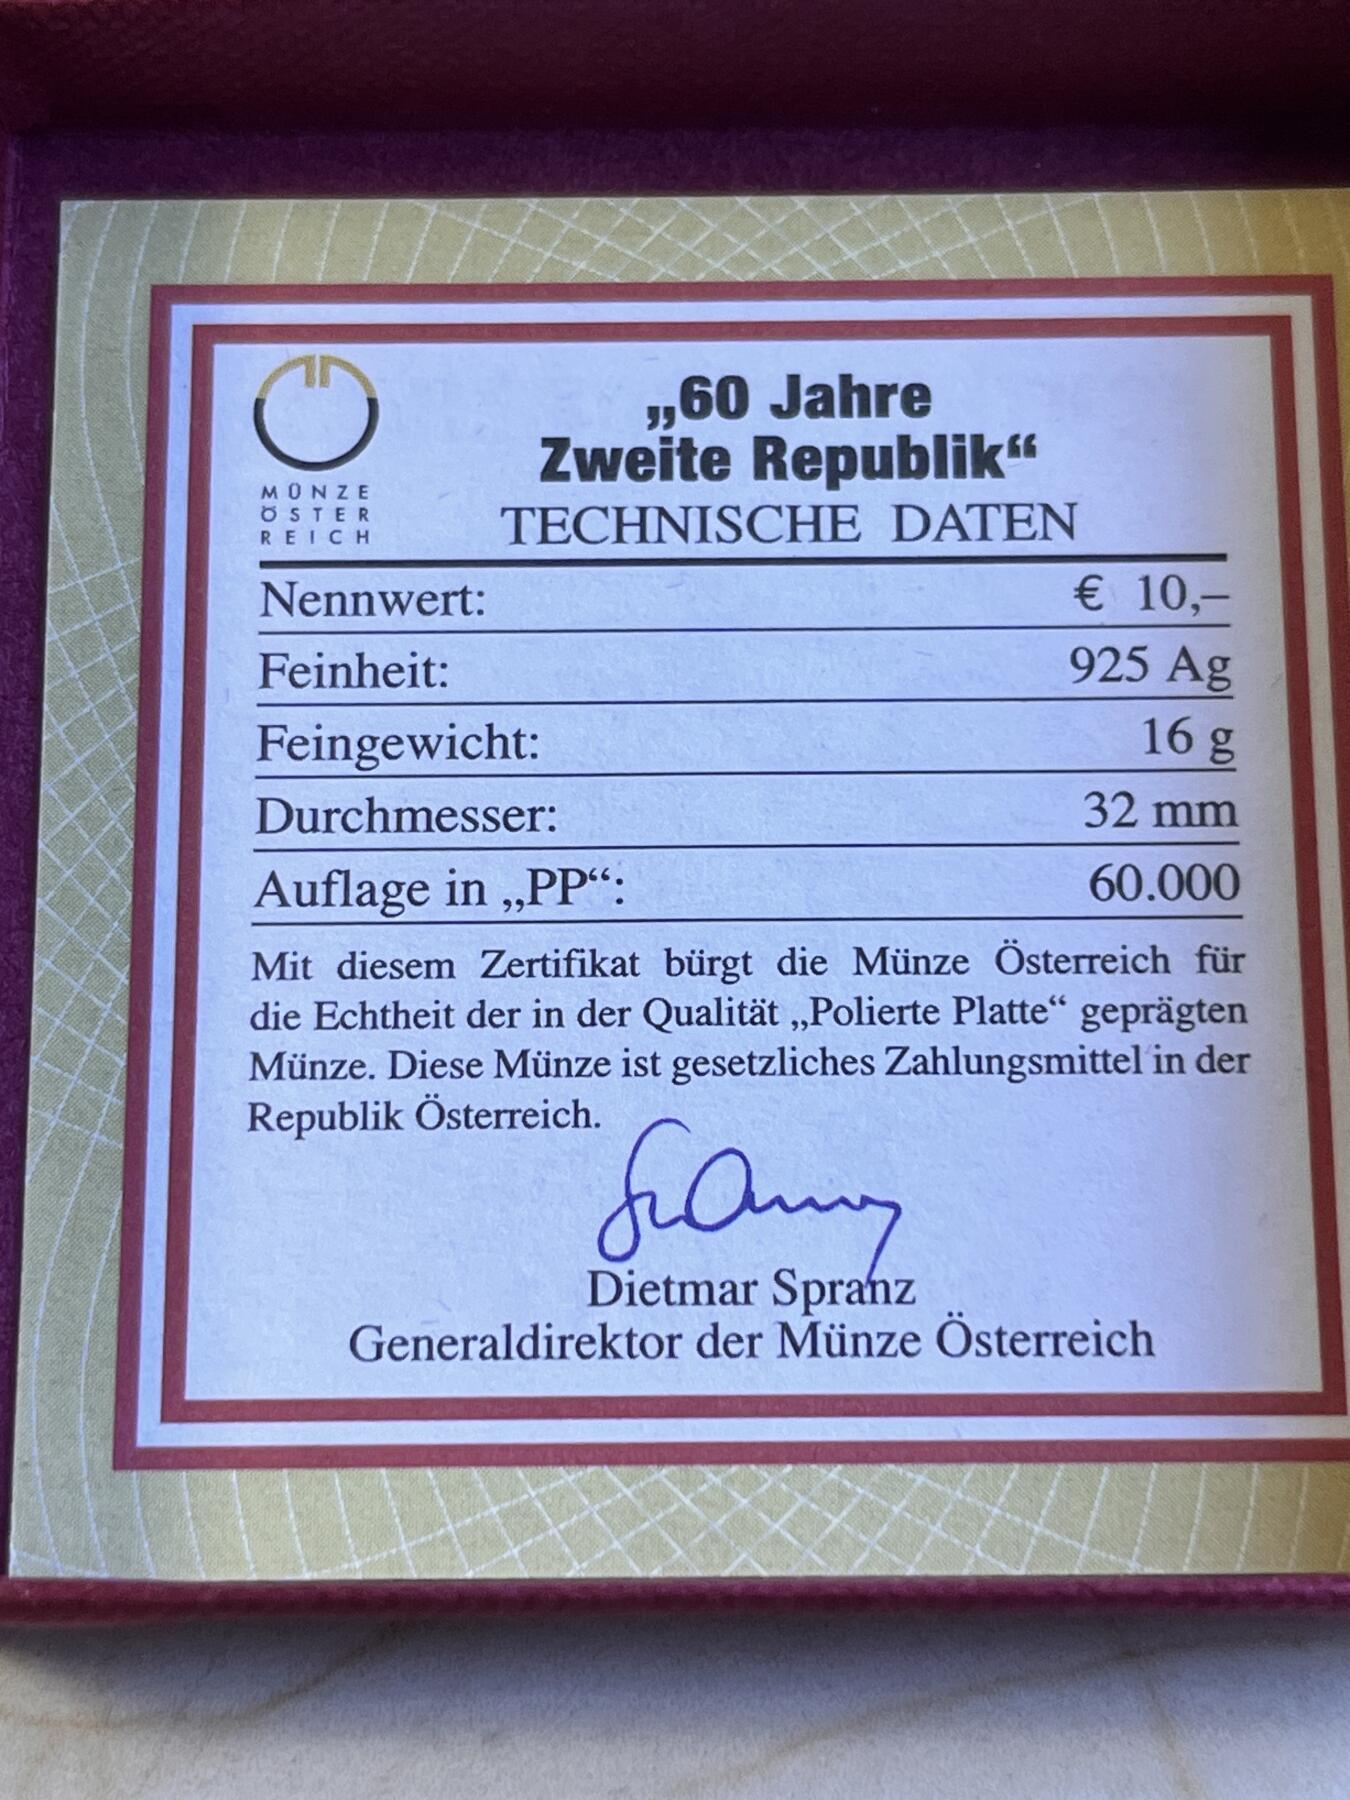 MÜNZE
ÖSTER
REICH
„60 Jahre
Zweite Republik“
TECHNISCHE DATEN
Nennwert: € 10,–
Feinheit: 925 Ag
Feingewicht: 16 g
Durchmesser: 32 mm
Auflage in „PP“: 60.000
Mit diesem Zertifikat bürgt die Münze Österreich für
die Echtheit der in der Qualität „Polierte Platte“ geprägten
Münze. Diese Münze ist gesetzliches Zahlungsmittel in der
Republik Österreich.
Dietmar Spranz
Generaldirektor der Münze Österreich